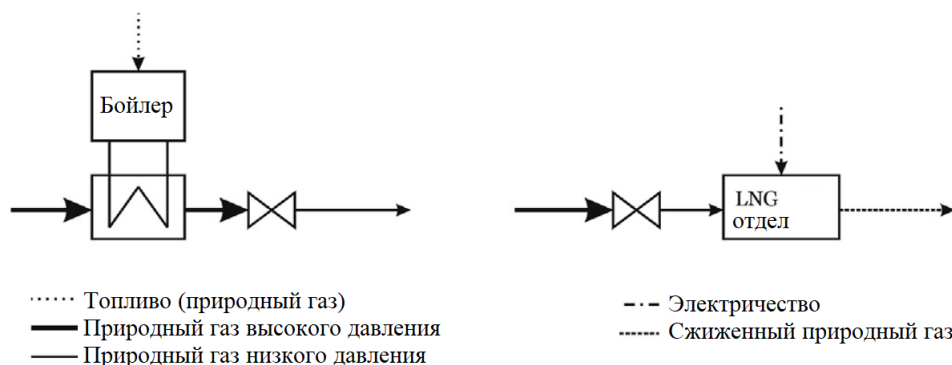 Бойлер
LNG
отдел
Топливо (природный газ)
Природный газ высокого давления
Природный газ низкого давления
Электричество
Сжиженный природный газ